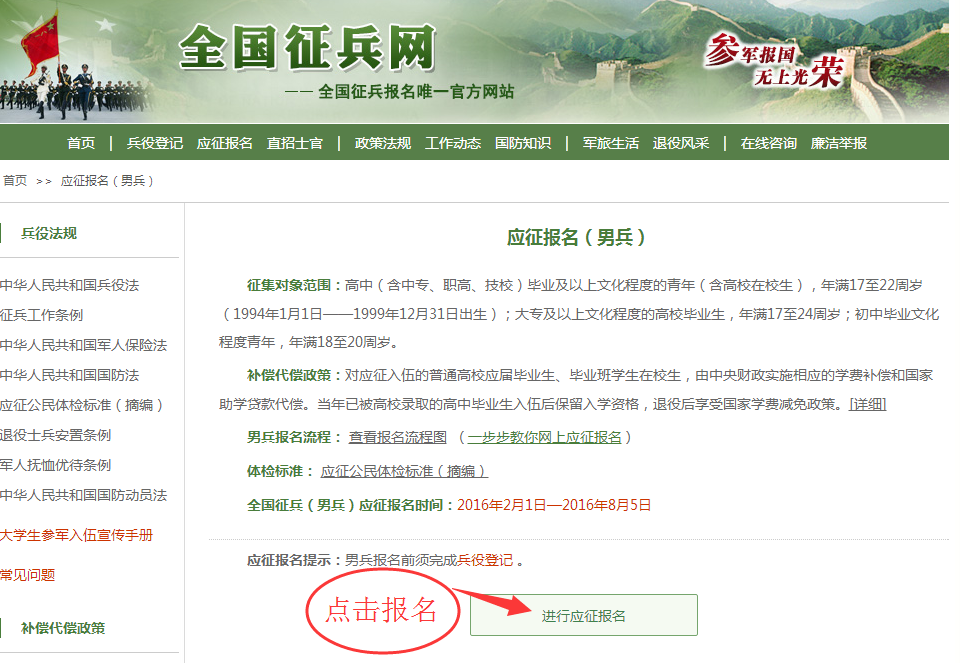 全国征兵网
—— 全国征兵报名唯一官方网站
参军报国
无上光荣
首页 | 兵役登记 应征报名 直招士官 | 政策法规 工作动态 国防知识 | 军旅生活 退役风采 | 在线咨询 廉洁举报
首页 >> 应征报名（男兵）
兵役法规
中华人民共和国兵役法
征兵工作条例
中华人民共和国军人保险法
中华人民共和国国防法
应征公民体检标准（摘编）
退役士兵安置条例
军人抚恤优待条例
中华人民共和国国防动员法
大学生参军入伍宣传手册
常见问题
补偿代偿政策
应征报名（男兵）
征集对象范围：高中（含中专、职高、技校）毕业及以上文化程度的青年（含高校在校生），年满17至22周岁
（1994年1月1日——1999年12月31日出生）；大专及以上文化程度的高校毕业生，年满17至24周岁；初中毕业文化
程度青年，年满18至20周岁。
补偿代偿政策：对应征入伍的普通高校应届毕业生、毕业班学生在校生，由中央财政实施相应的学费补偿和国家
助学贷款代偿。当年已被高校录取的高中毕业生入伍后保留入学资格，退役后享受国家学费减免政策。[详细]
男兵报名流程： 查看报名流程图 （一步步教你网上应征报名）
体检标准： 应征公民体检标准（摘编）
全国征兵（男兵）应征报名时间：2016年2月1日—2016年8月5日
应征报名提示：男兵报名前须完成兵役登记 。
点击报名
进行应征报名